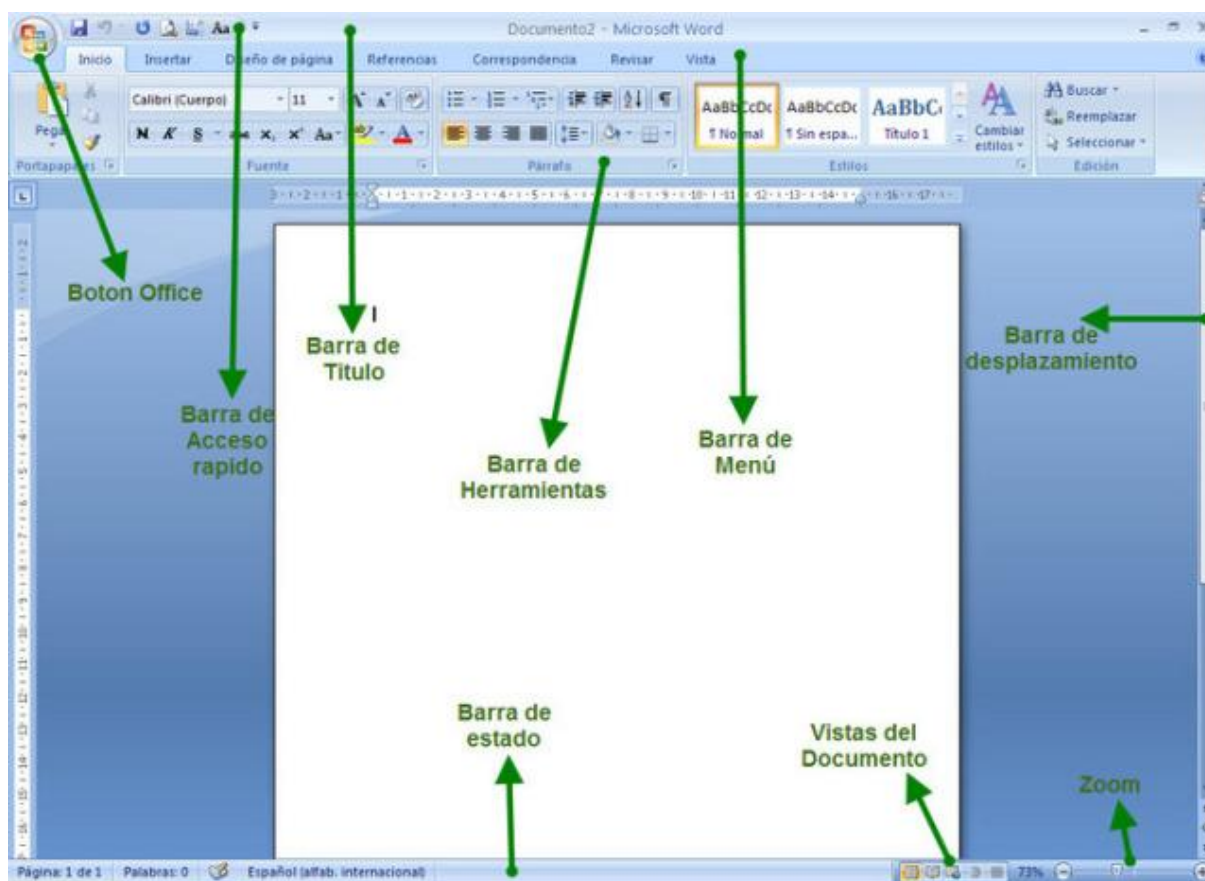 Documento2 - Microsoft Word
Inicio Insertar Diseño de página Referencias Correspondencia Revisar Vista
Calibri (Cuerpo) 11
AaBbCcDc AaBbCcDc AaBbC
Buscar
Reemplazar
Seleccionar
Pegar
N K S abc x, x' Aa A
¶ Normal ¶ Sin espa... Título 1
Cambiar
estilos
Portapapeles Fuente Párrafo Estilos Edición
Boton Office
Barra de
Titulo
Barra de
desplazamiento
Barra de
Acceso
rapido
Barra de
Menú
Barra de
Herramientas
Barra de
estado
Vistas del
Documento
Zoom
Página: 1 de 1 Palabras: 0 Español (alfab. internacional) 73%